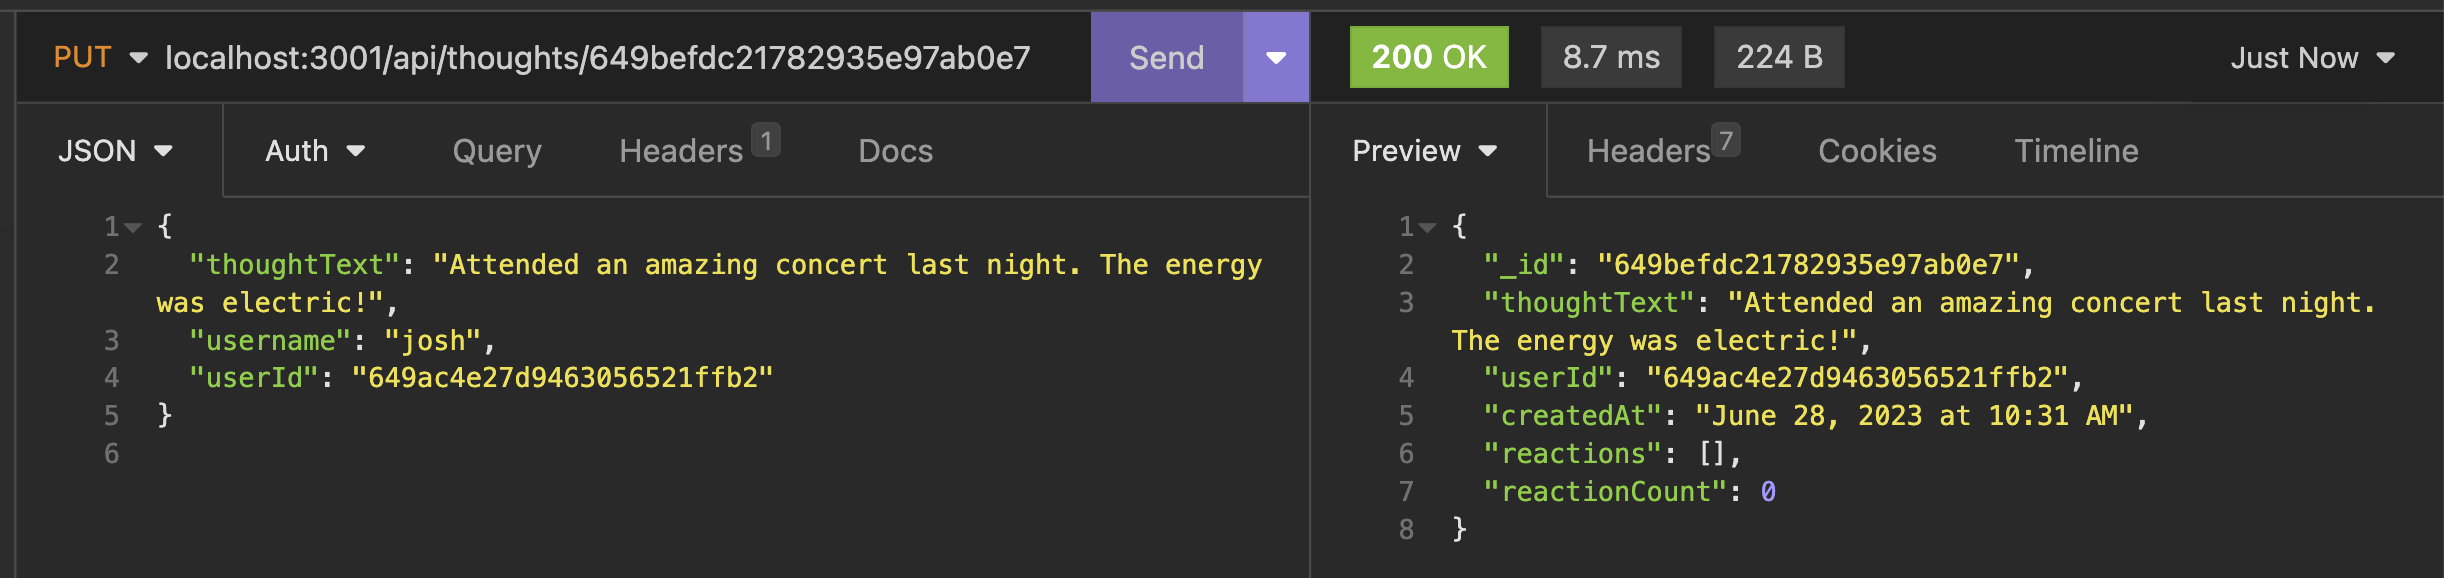 PUT localhost:3001/api/thoughts/649befdc21782935e97ab0e7 Send
200 OK 8.7 ms 224 B Just Now
JSON Auth Query Headers 1 Docs
Preview Headers 7 Cookies Timeline
1 {
2 "thoughtText": "Attended an amazing concert last night. The energy
was electric!",
3 "username": "josh",
4 "userId": "649ac4e27d9463056521ffb2"
5 }
6
1 {
2 "_id": "649befdc21782935e97ab0e7",
3 "thoughtText": "Attended an amazing concert last night.
The energy was electric!",
4 "userId": "649ac4e27d9463056521ffb2",
5 "createdAt": "June 28, 2023 at 10:31 AM",
6 "reactions": [],
7 "reactionCount": 0
8 }